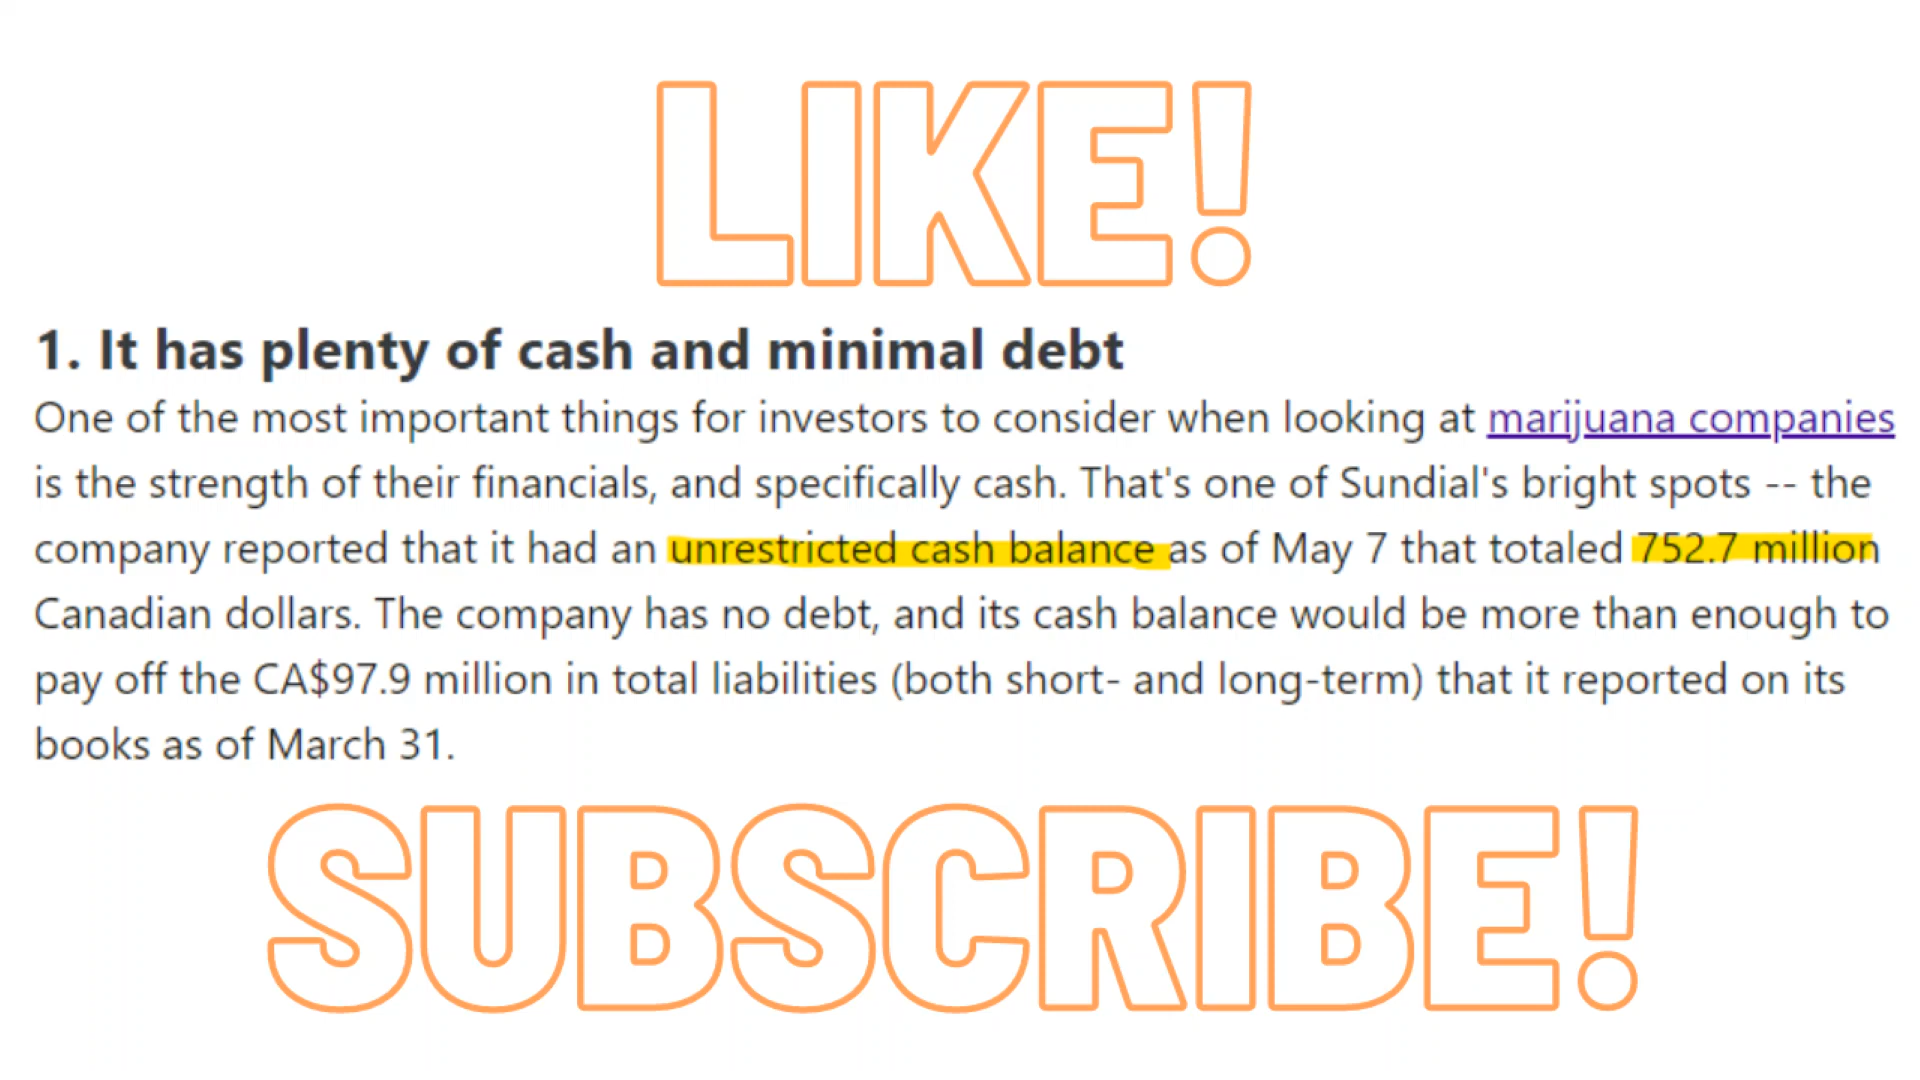 LIKE!
1. It has plenty of cash and minimal debt
One of the most important things for investors to consider when looking at marijuana companies
is the strength of their financials, and specifically cash. That's one of Sundial's bright spots -- the
company reported that it had an unrestricted cash balance as of May 7 that totaled 752.7 million
Canadian dollars. The company has no debt, and its cash balance would be more than enough to
pay off the CA$97.9 million in total liabilities (both short- and long-term) that it reported on its
books as of March 31.
SUBSCRIBE!